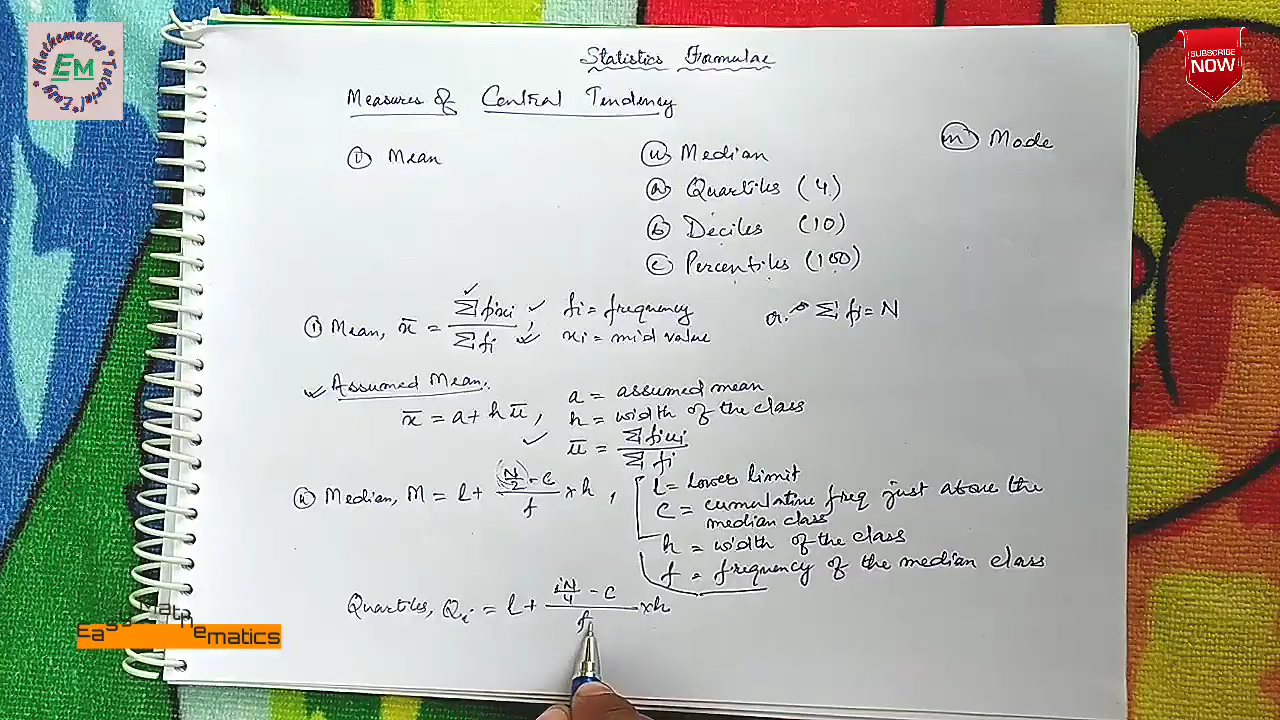 Mathematics * Tutorial * Easy *
EM
SUBSCRIBE
NOW
Statistics Formulae
Measures of Central Tendency
(i) Mean
(ii) Median
(iii) Mode
(a) Quartiles (4)
(b) Deciles (10)
(c) Percentiles (100)
(i) Mean, x̄ = Σfixi / Σfi , fi = frequency
xi = mid value
or, Σfi = N
Assumed Mean:
x̄ = a + hū , a = assumed mean
h = width of the class
ū = Σfiui / Σfi
(ii) Median, M = l + (N/2 - c)/f × h , l = Lower limit
c = cumulative freq just above the
median class
h = width of the class
f = frequency of the median class
Quartiles, Qi = l + (iN/4 - c)/f × h